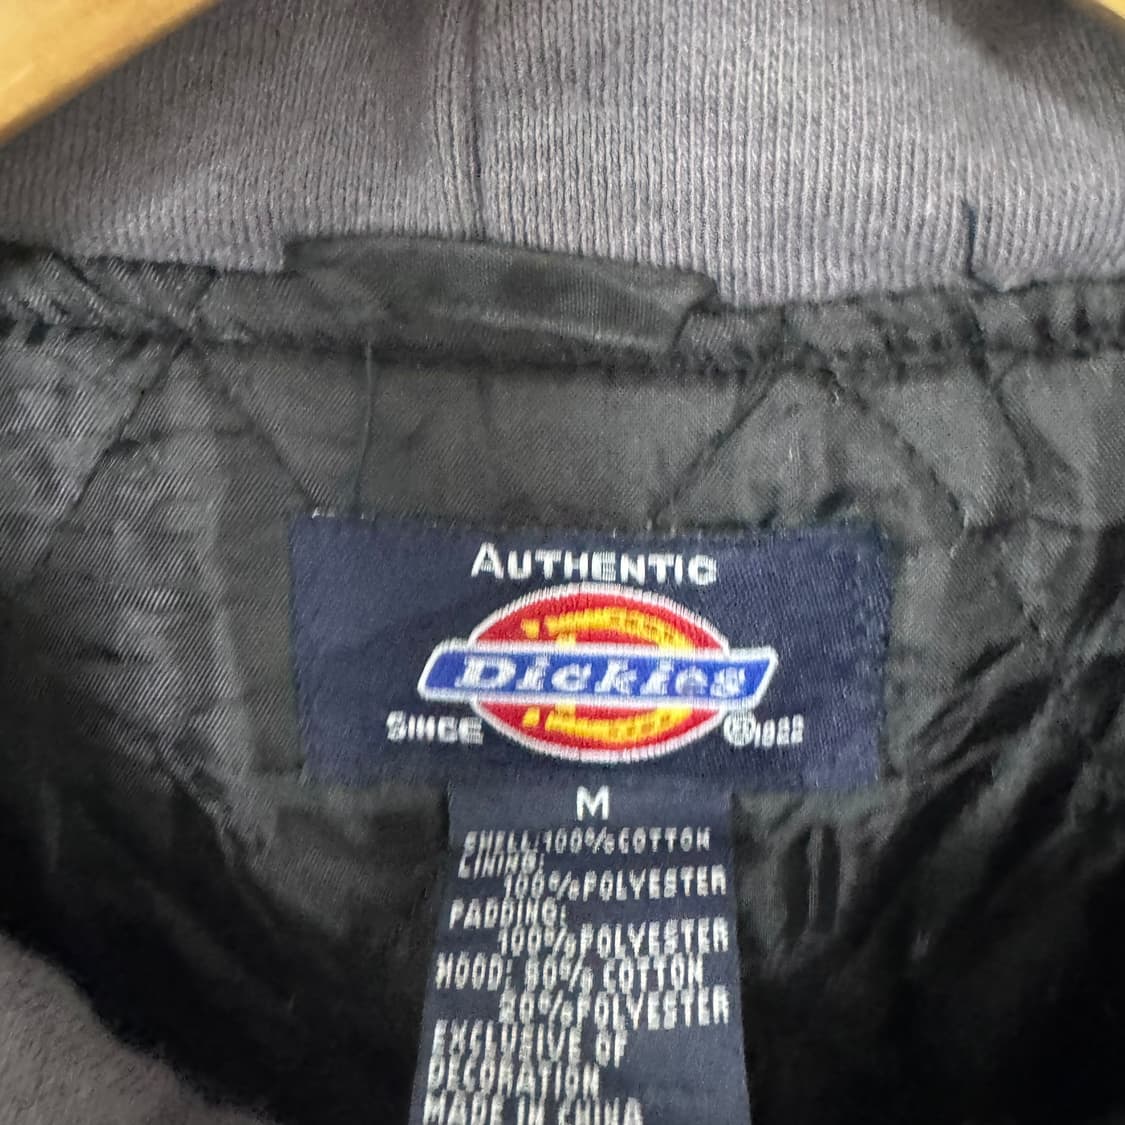 AUTHENTIC
Dickies
SINCE ®1922
M
SHELL:100%COTTON
LINING:
100%POLYESTER
PADDING:
100%POLYESTER
HOOD: 80% COTTON
20%POLYESTER
EXCLUSIVE OF
DECORATION
MADE IN CHINA